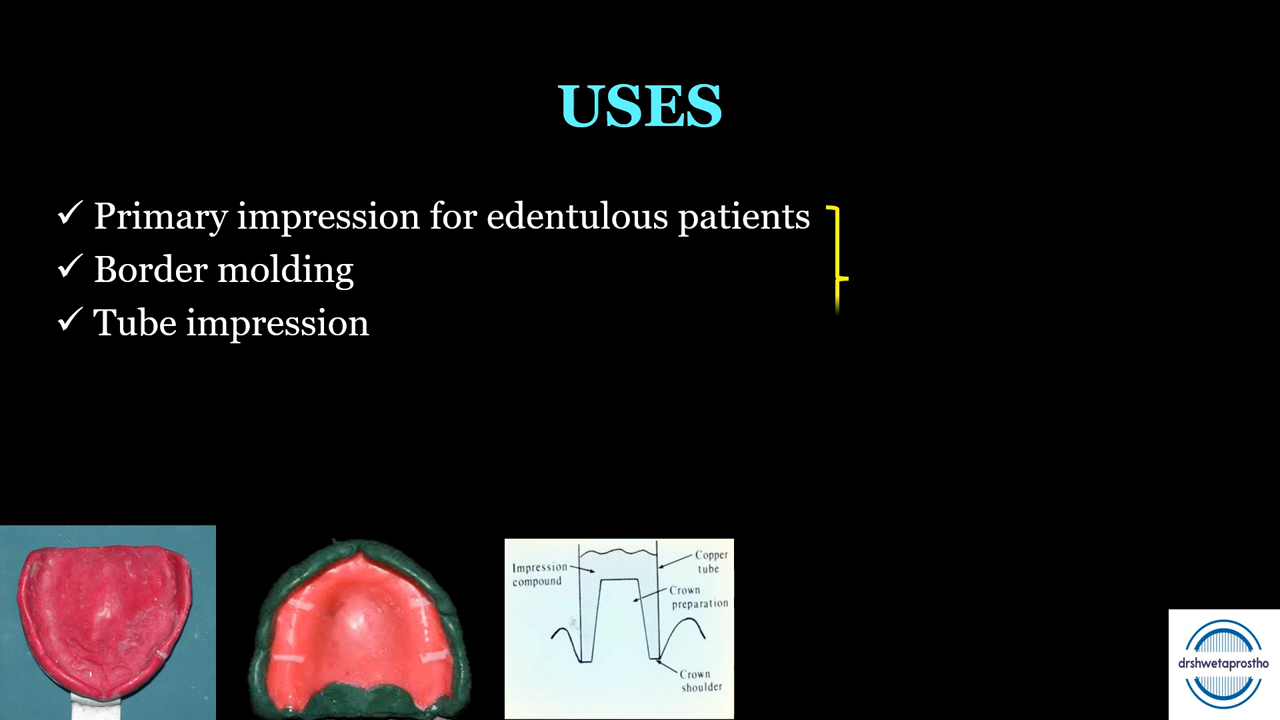 USES
✓ Primary impression for edentulous patients
✓ Border molding
✓ Tube impression
Impression
compound
Copper
tube
Crown
preparation
Crown
shoulder
drshwetaprostho